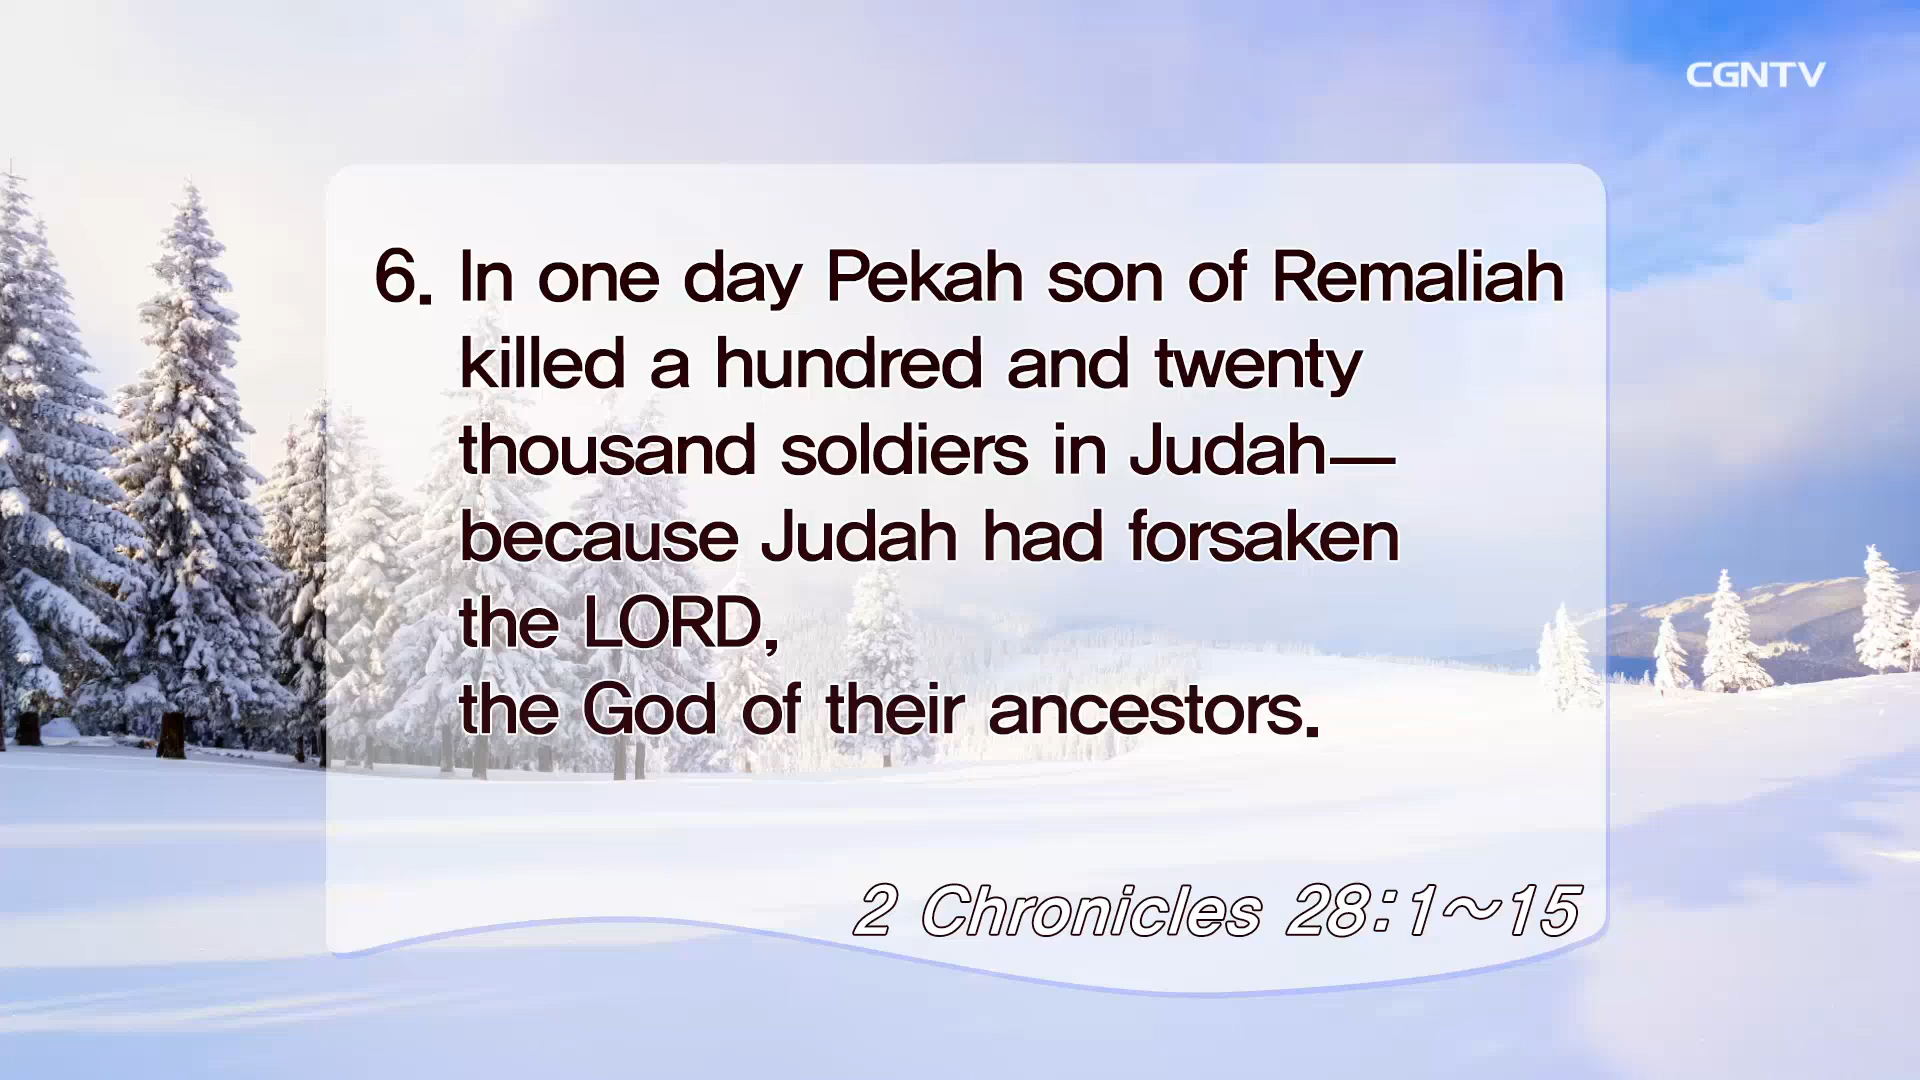 CGNTV
6. In one day Pekah son of Remaliah
killed a hundred and twenty
thousand soldiers in Judah—
because Judah had forsaken
the LORD,
the God of their ancestors.
2 Chronicles 28:1~15